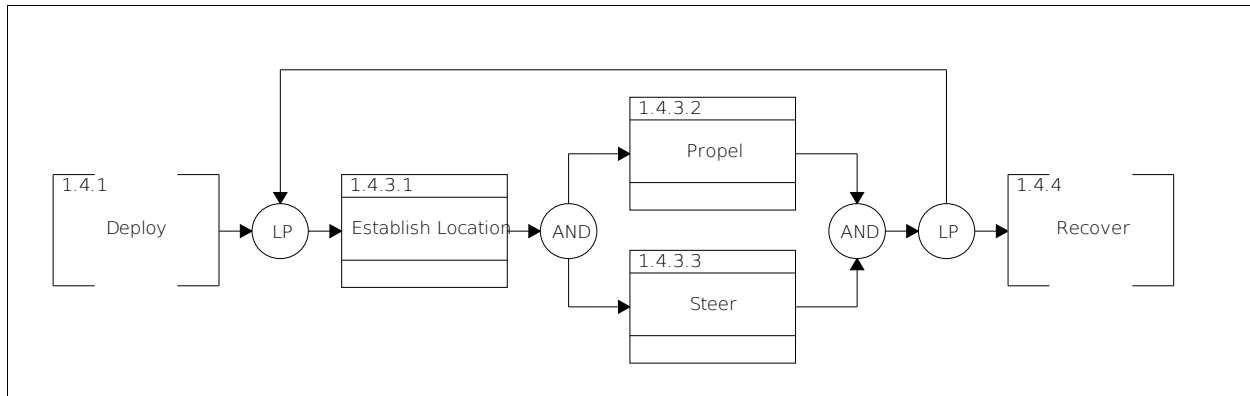 1.4.3.2
Propel
1.4.1
Deploy
LP
1.4.3.1
Establish Location
AND
AND
LP
1.4.4
Recover
1.4.3.3
Steer